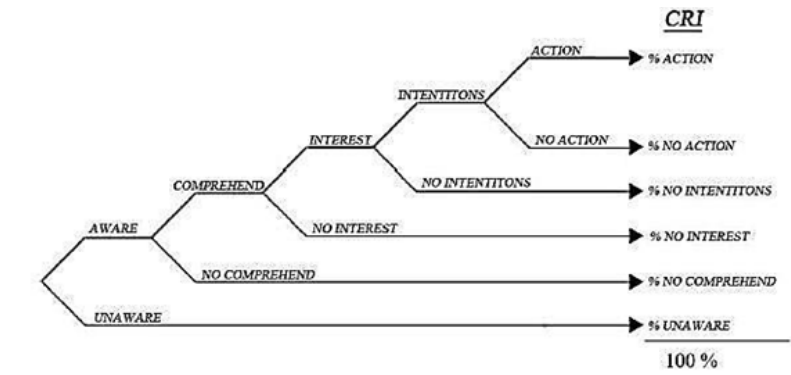 CRI
ACTION
% ACTION
INTENTITONS
INTEREST
NO ACTION
% NO ACTION
COMPREHEND
NO INTENTITONS
% NO INTENTITONS
AWARE
NO INTEREST
% NO INTEREST
NO COMPREHEND
% NO COMPREHEND
UNAWARE
% UNAWARE
100 %